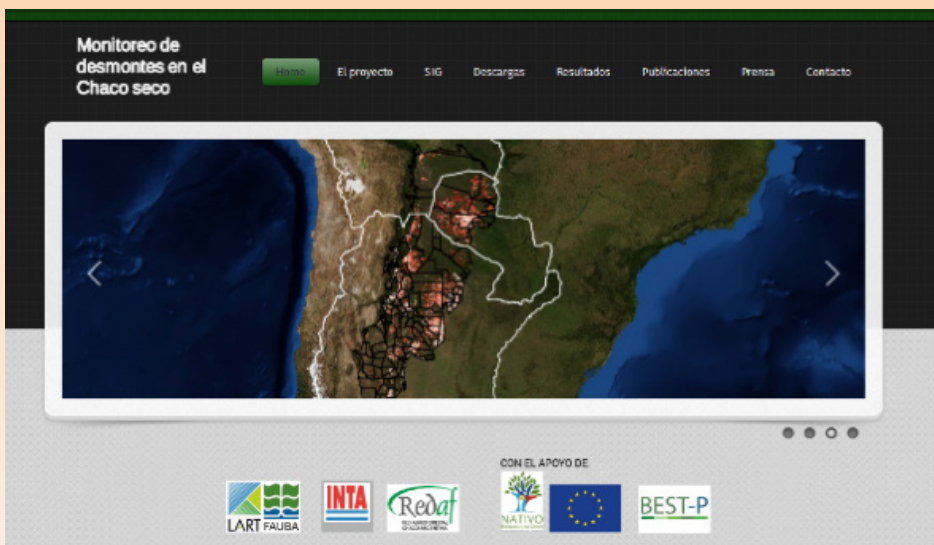 Monitoreo de
desmontes en el
Chaco seco
Home
El proyecto
SIG
Descargas
Resultados
Publicaciones
Prensa
Contacto
CON EL APOYO DE
LART FAUBA
INTA
Redaf
NATIVO
BEST-P